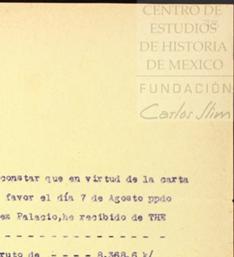 CENTRO DE
ESTUDIOS
DE HISTORIA
DE MEXICO
FUNDACIÓN
Carlos Slim
constar que en virtud de la carta
favor el día 7 de Agosto ppdo
ez Palacio,he recibido de THE
- - - - - - - - - - - - - -
ruto de - - - - 8.368.6 k/